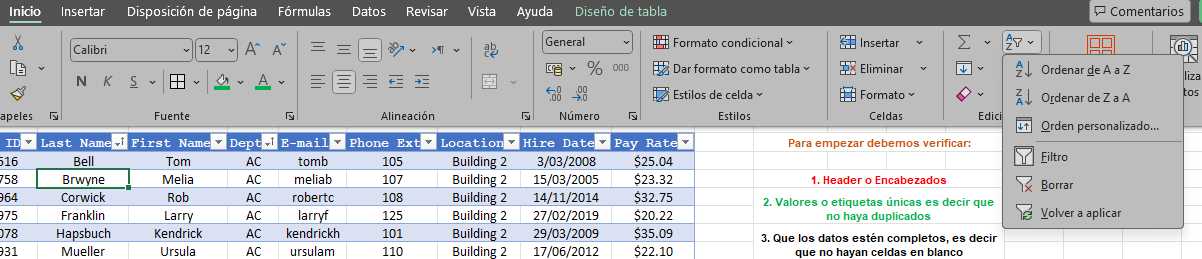 Inicio Insertar Disposición de página Fórmulas Datos Revisar Vista Ayuda Diseño de tabla Comentarios
Calibri 12 A A ab General Formato condicional Insertar
N K S A % 000 Dar formato como tabla Eliminar
Estilos de celda Formato
apeles Fuente Alineación Número Estilos Celdas Edici
Ordenar de A a Z
Ordenar de Z a A
Orden personalizado...
Filtro
Borrar
Volver a aplicar
ID Last Name First Name Dept E-mail Phone Ext Location Hire Date Pay Rate
516 Bell Tom AC tomb 105 Building 2 3/03/2008 $25.04
758 Brwyne Melia AC meliab 107 Building 2 15/03/2005 $23.32
964 Corwick Rob AC robertc 108 Building 2 14/11/2014 $32.75
975 Franklin Larry AC larryf 125 Building 2 27/02/2019 $20.22
078 Hapsbuch Kendrick AC kendrickh 101 Building 2 29/03/2009 $35.09
931 Mueller Ursula AC ursulam 110 Building 2 17/06/2012 $22.10
Para empezar debemos verificar:
1. Header o Encabezados
2. Valores o etiquetas únicas es decir que
no haya duplicados
3. Que los datos estén completos, es decir
que no hayan celdas en blanco